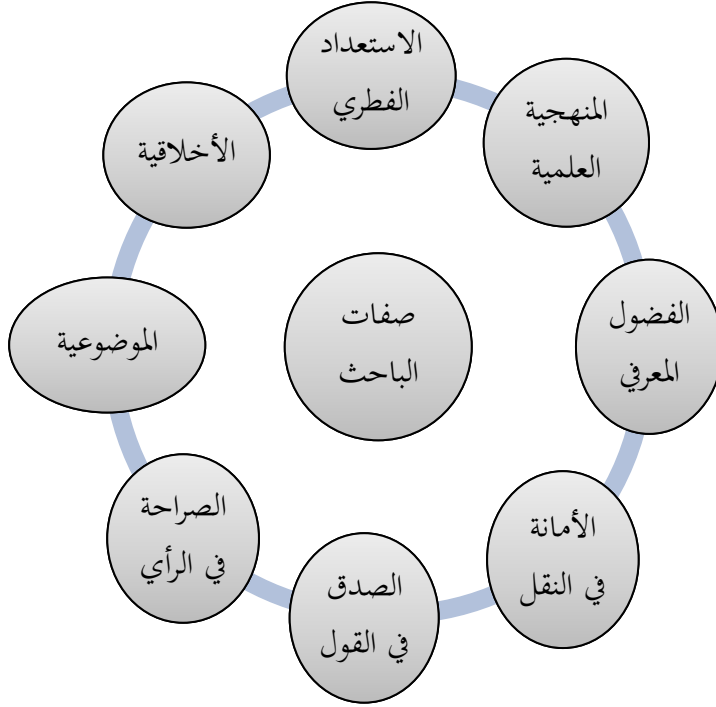 الاستعداد
الفطري
المنهجية
العلمية
الفضول
المعرفي
الأمانة
في النقل
الصدق
في القول
الصراحة
في الرأي
الموضوعية
الأخلاقية
صفات
الباحث